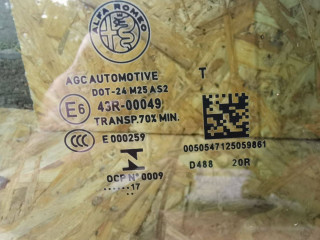 ALFA ROMEO
AGC AUTOMOTIVE T
DOT-24 M25 AS2
E6 43R-00049
TRANSP.70% MIN.
CCC E 000259
0050547125059861
D488 20R
OCP N° 0009
......17